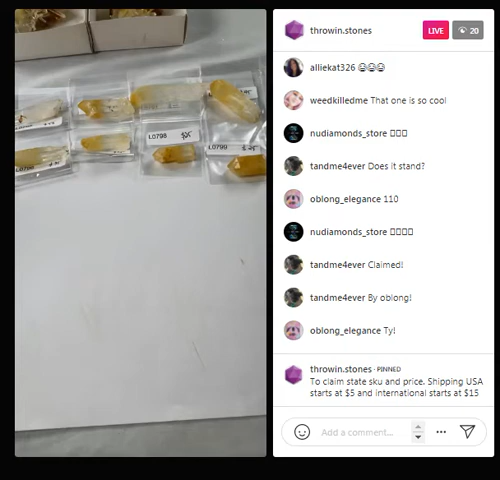 throwin.stones
LIVE
20
alliekat326
weedkilledme That one is so cool
nudiamonds_store
tandme4ever Does it stand?
oblong_elegance 110
nudiamonds_store
tandme4ever Claimed!
tandme4ever By oblong!
oblong_elegance Ty!
throwin.stones · PINNED
To claim state sku and price. Shipping USA
starts at $5 and international starts at $15
Add a comment...
L0798
L0799